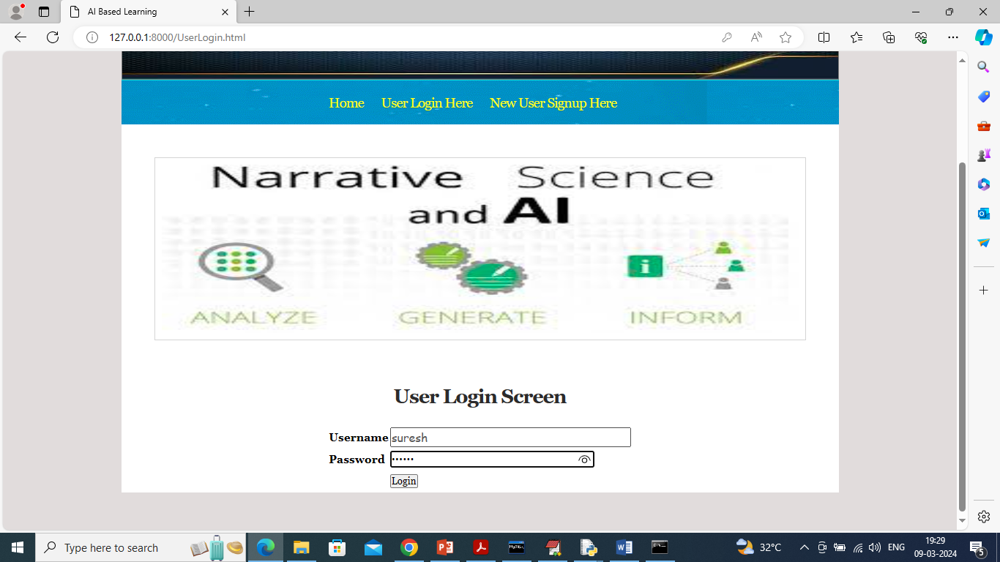 AI Based Learning
127.0.0.1:8000/UserLogin.html
Home User Login Here New User Signup Here
Narrative Science
and AI
ANALYZE GENERATE INFORM
User Login Screen
Username suresh
Password ••••••
Login
Type here to search
32°C
ENG
19:29
09-03-2024
5